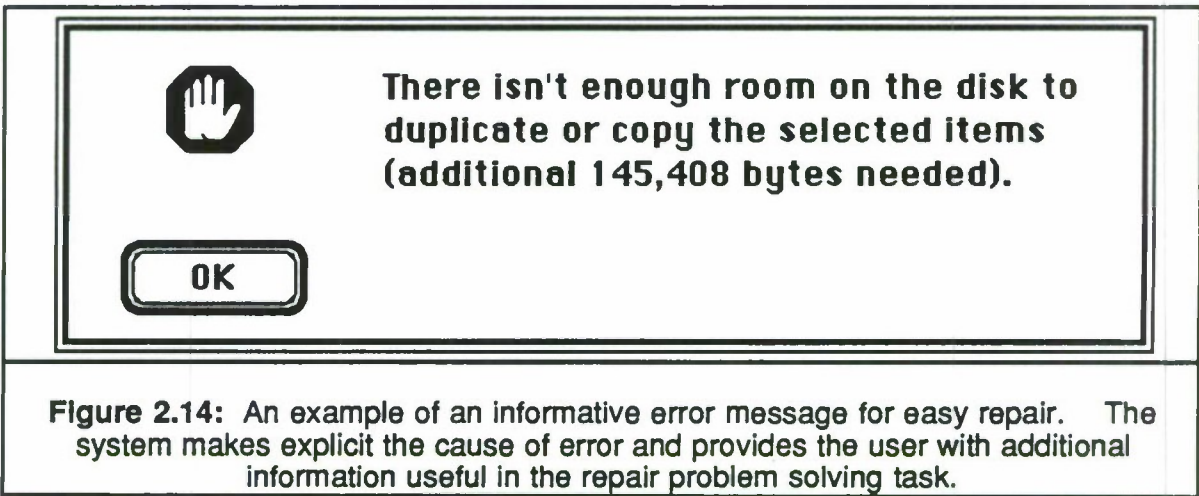 There isn't enough room on the disk to
duplicate or copy the selected items
(additional 145,408 bytes needed).
OK
Figure 2.14: An example of an informative error message for easy repair. The
system makes explicit the cause of error and provides the user with additional
information useful in the repair problem solving task.